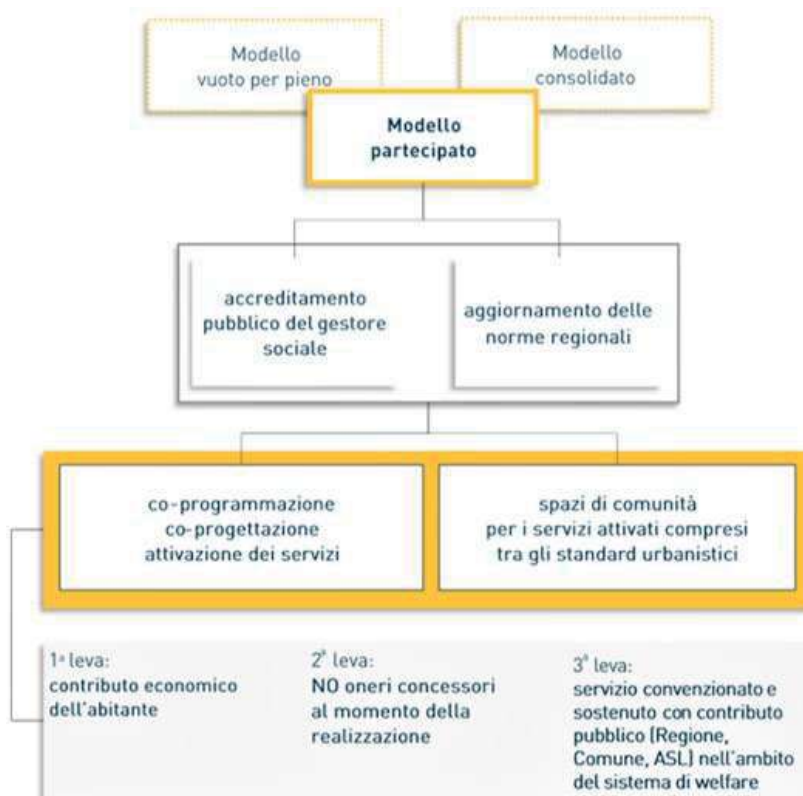 Modello
vuoto per pieno
Modello
consolidato
Modello
partecipato
accreditamento
pubblico del gestore
sociale
aggiornamento delle
norme regionali
co-programmazione
co-progettazione
attivazione dei servizi
spazi di comunità
per i servizi attivati compresi
tra gli standard urbanistici
1ª leva:
contributo economico
dell'abitante
2ª leva:
NO oneri concessori
al momento della
realizzazione
3ª leva:
servizio convenzionato e
sostenuto con contributo
pubblico (Regione,
Comune, ASL) nell'ambito
del sistema di welfare